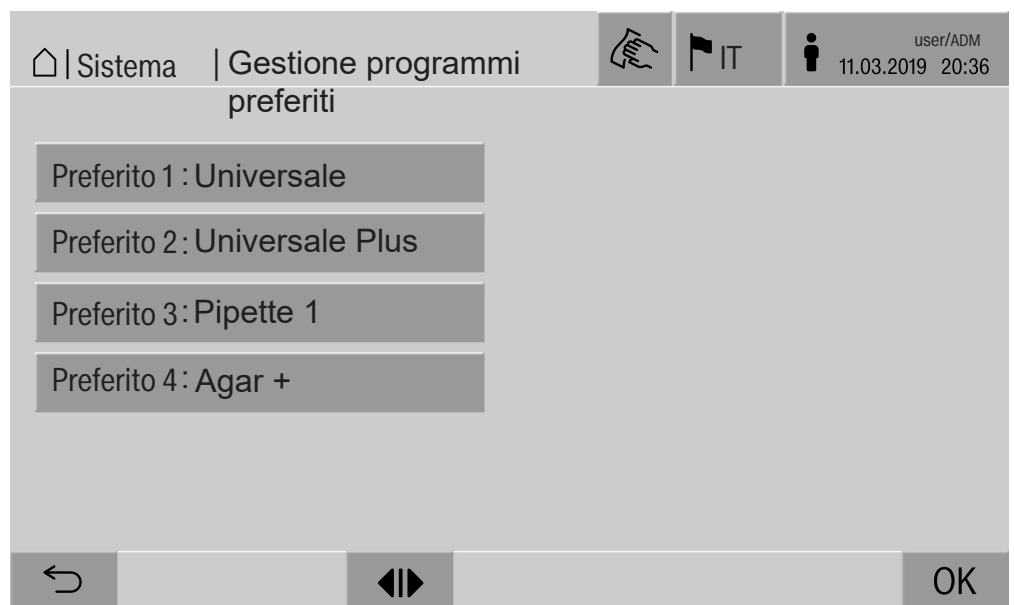 | Sistema | Gestione programmi
preferiti
IT
user/ADM
11.03.2019 20:36
Preferito 1 : Universale
Preferito 2 : Universale Plus
Preferito 3 : Pipette 1
Preferito 4 : Agar +
OK